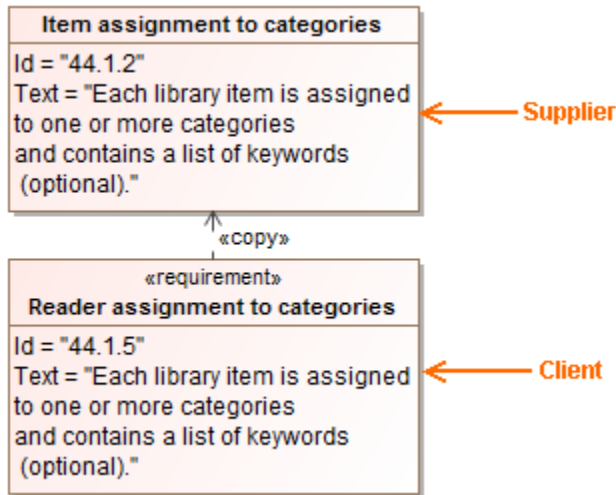 Item assignment to categories
Id = "44.1.2"
Text = "Each library item is assigned
to one or more categories
and contains a list of keywords
(optional)."
Supplier
«copy»
«requirement»
Reader assignment to categories
Id = "44.1.5"
Text = "Each library item is assigned
to one or more categories
and contains a list of keywords
(optional)."
Client